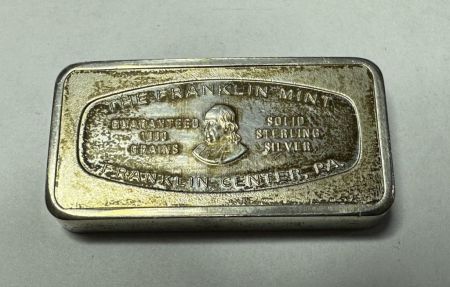 THE FRANKLIN MINT
GUARANTEED
1000
GRAINS
SOLID
STERLING
SILVER
FRANKLIN CENTER, PA.